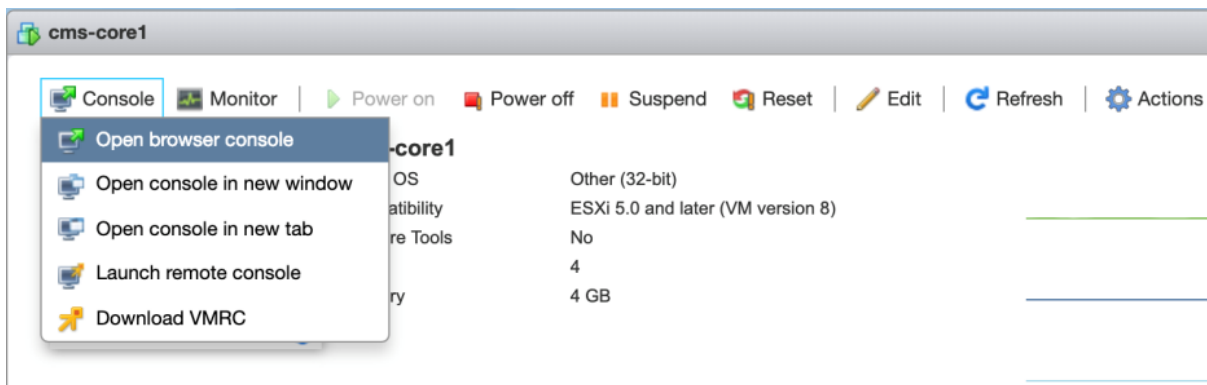 cms-core1
Console Monitor Power on Power off Suspend Reset Edit Refresh Actions
Open browser console
-core1
OS Other (32-bit)
Open console in new window
atibility ESXi 5.0 and later (VM version 8)
Open console in new tab
re Tools No
Launch remote console
4
ry 4 GB
Download VMRC